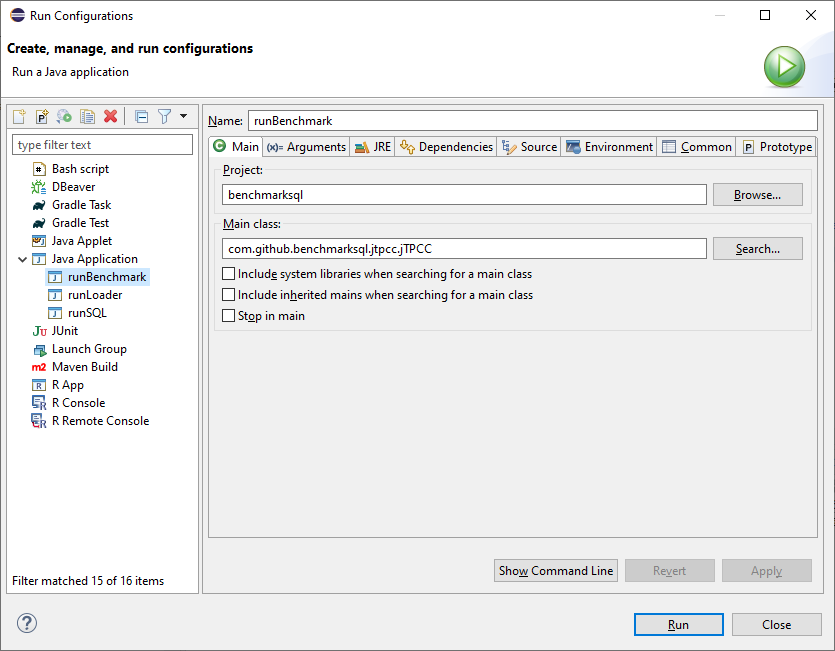 Run Configurations
Create, manage, and run configurations
Run a Java application
type filter text
Bash script
DBeaver
Gradle Task
Gradle Test
Java Applet
Java Application
runBenchmark
runLoader
runSQL
JUnit
Launch Group
Maven Build
R App
R Console
R Remote Console
Filter matched 15 of 16 items
Name: runBenchmark
Main (x)= Arguments JRE Dependencies Source Environment Common Prototype
Project:
benchmarksql Browse...
Main class:
com.github.benchmarksql.jtpcc.jTPCC Search...
Include system libraries when searching for a main class
Include inherited mains when searching for a main class
Stop in main
Show Command Line Revert Apply
Run Close